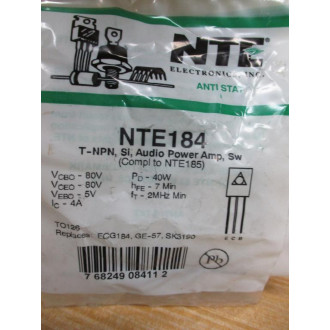 NTE
ELECTRONICS, INC.
ANTI STAT
NTE184
T-NPN, Si, Audio Power Amp, Sw
(Compl to NTE185)
VCBO - 80V PD - 40W
VCEO - 80V hFE - 7 Min
VEBO - 5V fT - 2MHz Min
IC - 4A
TO126
Replaces ECG184, GE-57, SK3190
E C B
Pb
7 68249 08411 2